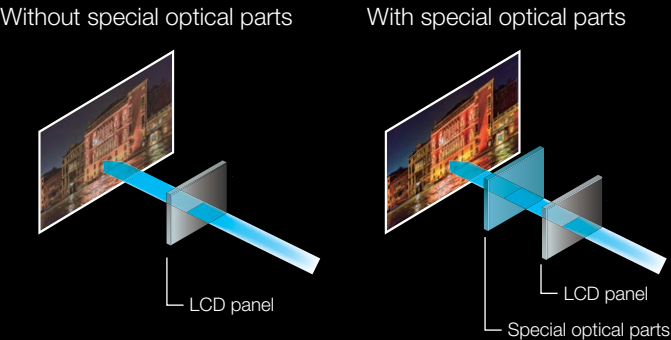 Without special optical parts
With special optical parts
LCD panel
LCD panel
Special optical parts